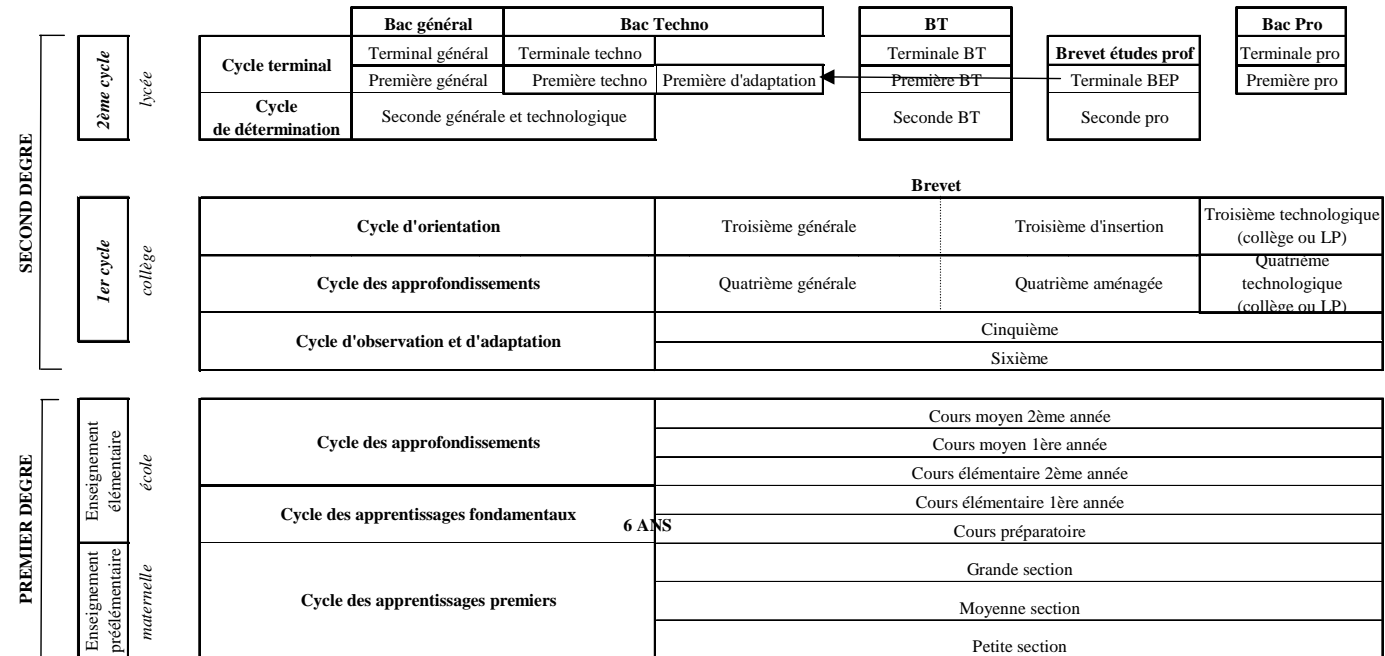 Bac général Bac Techno BT Bac Pro
SECOND DEGRE
2ème cycle
lycée
Cycle terminal
Terminal général Terminale techno Terminale BT Brevet études prof Terminale pro
Première général Première techno Première d'adaptation Première BT Terminale BEP Première pro
Cycle
de détermination
Seconde générale et technologique Seconde BT Seconde pro
Brevet
1er cycle
collège
Cycle d'orientation Troisième générale Troisième d'insertion
Troisième technologique
(collège ou LP)
Cycle des approfondissements Quatrième générale Quatrième aménagée
Quatrième
technologique
(collège ou LP)
Cycle d'observation et d'adaptation
Cinquième
Sixième
PREMIER DEGRE
Enseignement
élémentaire
école
Cycle des approfondissements
Cours moyen 2ème année
Cours moyen 1ère année
Cours élémentaire 2ème année
Cycle des apprentissages fondamentaux
Cours élémentaire 1ère année
6 ANS
Cours préparatoire
Enseignement
préélémentaire
maternelle
Cycle des apprentissages premiers
Grande section
Moyenne section
Petite section